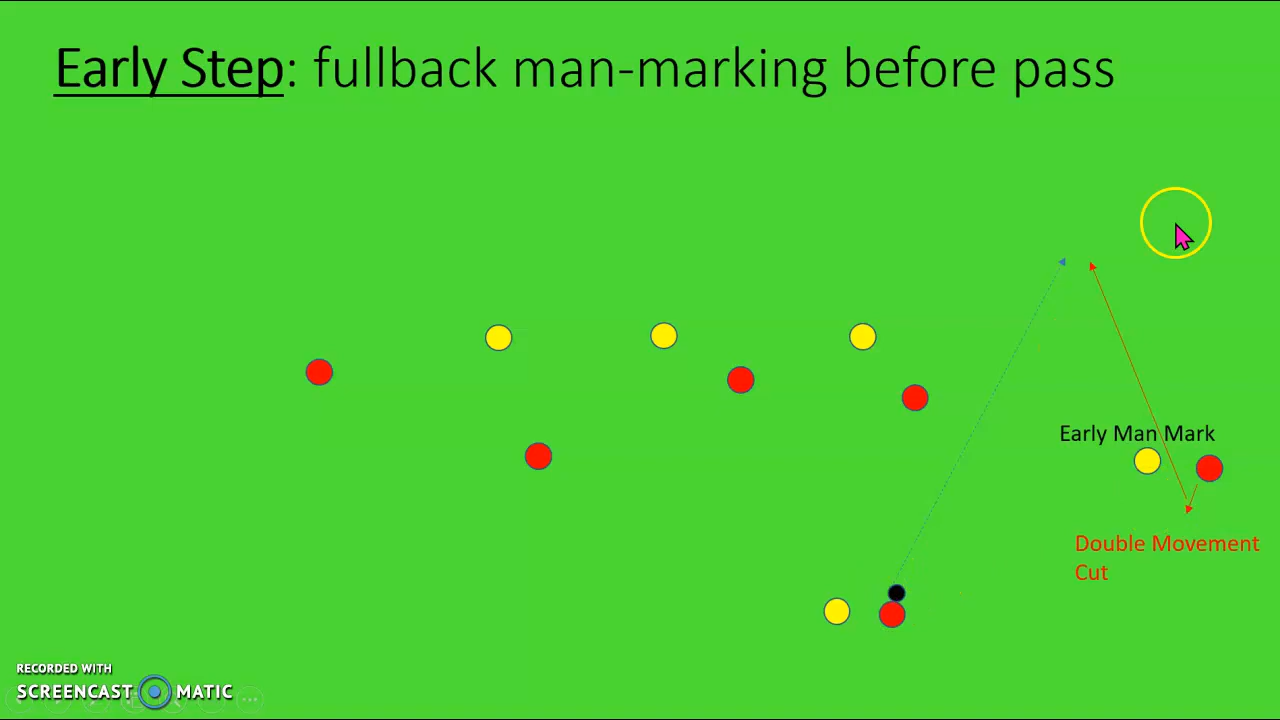 Early Step: fullback man-marking before pass
Early Man Mark
Double Movement
Cut
RECORDED WITH
SCREENCAST MATIC